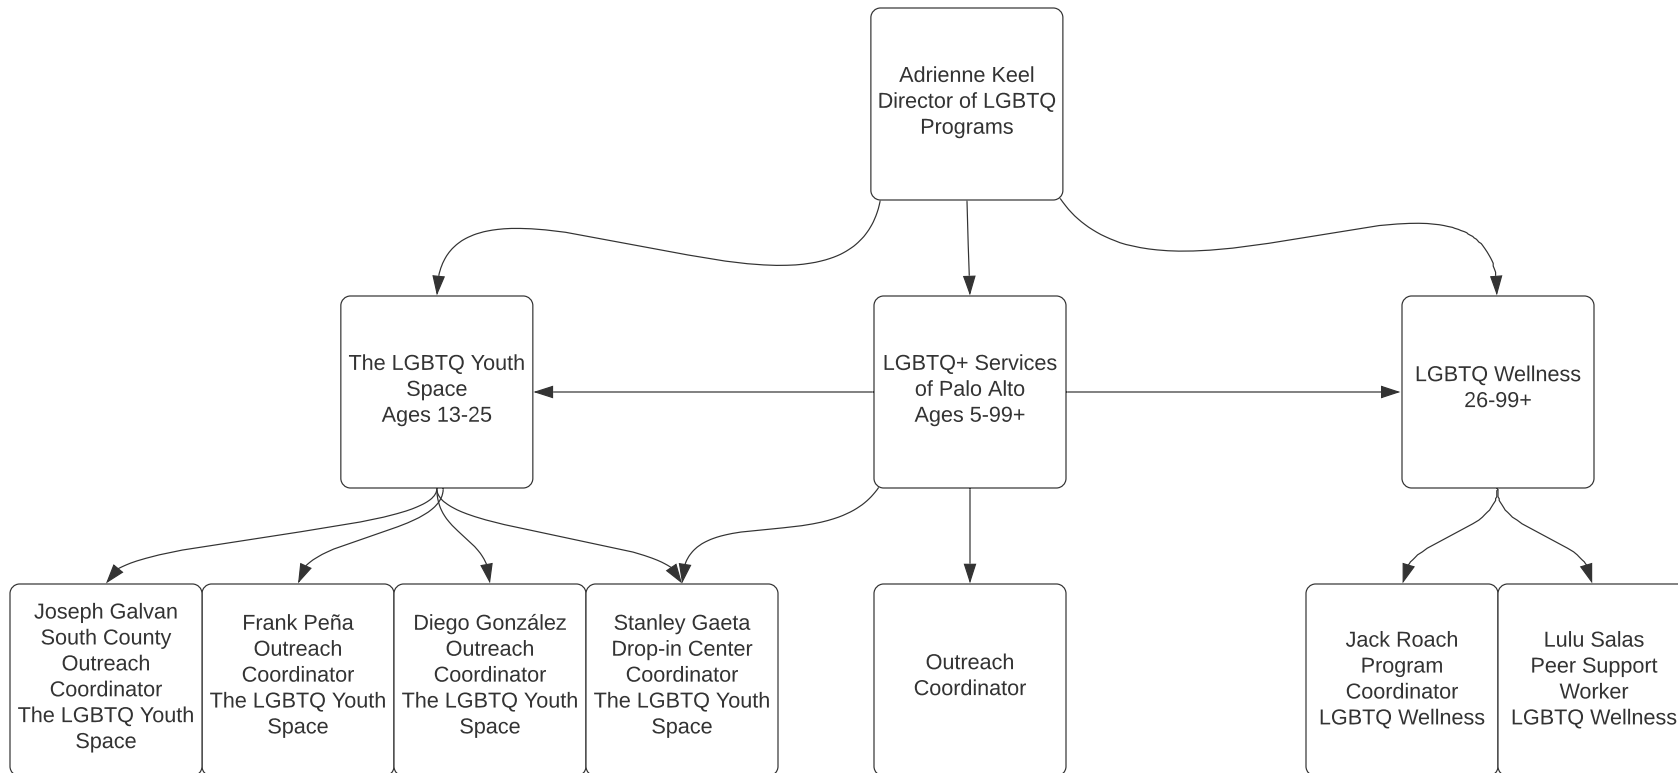 Adrienne Keel
Director of LGBTQ
Programs
The LGBTQ Youth
Space
Ages 13-25
LGBTQ+ Services
of Palo Alto
Ages 5-99+
LGBTQ Wellness
26-99+
Joseph Galvan
South County
Outreach
Coordinator
The LGBTQ Youth
Space
Frank Peña
Outreach
Coordinator
The LGBTQ Youth
Space
Diego González
Outreach
Coordinator
The LGBTQ Youth
Space
Stanley Gaeta
Drop-in Center
Coordinator
The LGBTQ Youth
Space
Outreach
Coordinator
Jack Roach
Program
Coordinator
LGBTQ Wellness
Lulu Salas
Peer Support
Worker
LGBTQ Wellness